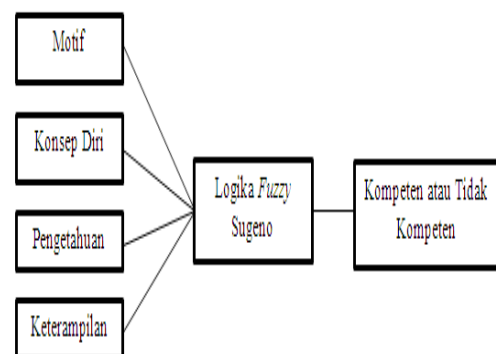 Motif
Konsep Diri
Pengetahuan
Keterampilan
Logika Fuzzy
Sugeno
Kompeten atau Tidak
Kompeten